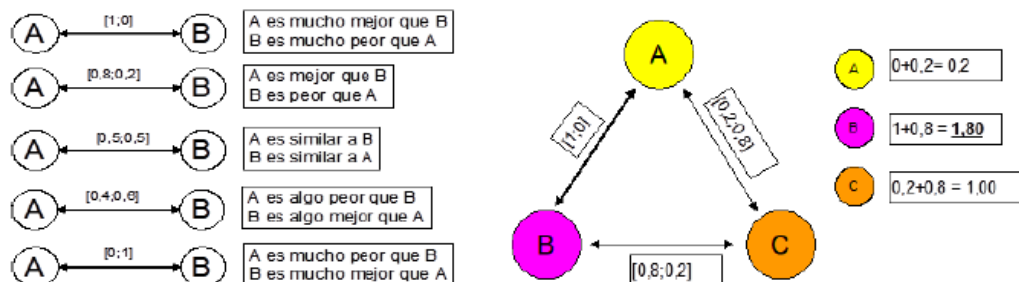 A [1;0] B
A es mucho mejor que B
B es mucho peor que A
A [0,8;0,2] B
A es mejor que B
B es peor que A
A [0,5;0,5] B
A es similar a B
B es similar a A
A [0,4;0,6] B
A es algo peor que B
B es algo mejor que A
A [0;1] B
A es mucho peor que B
B es mucho mejor que A
A
[1;0]
[0,2;0,8]
B
C
[0,8;0,2]
A 0+0,2= 0,2
B 1+0,8 = 1,80
C 0,2+0,8 = 1,00